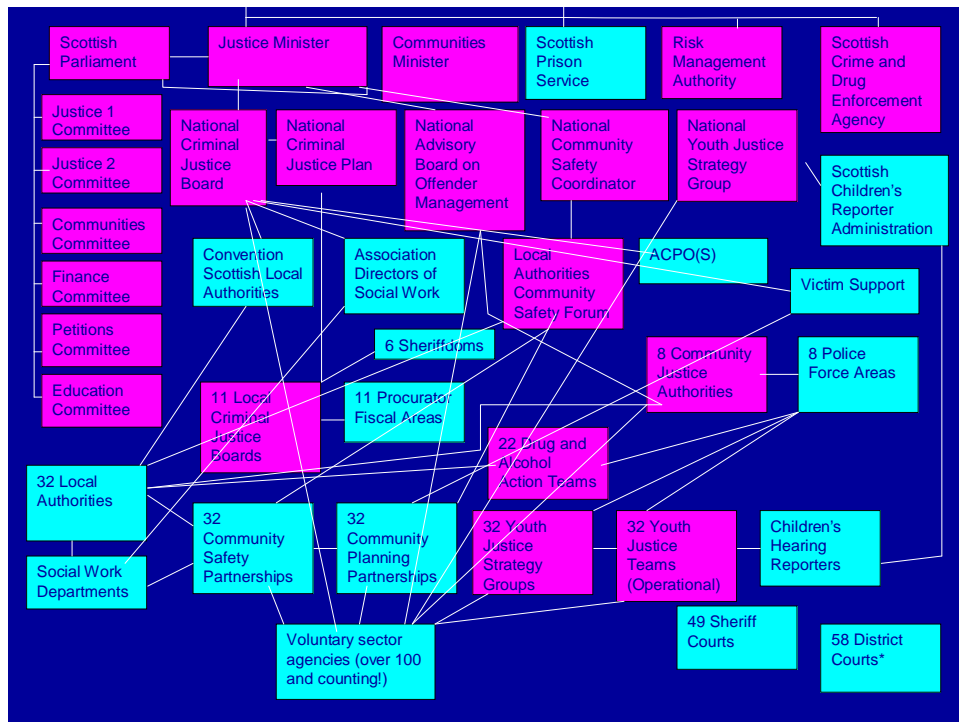 Scottish
Parliament
Justice Minister
Communities
Minister
Scottish
Prison
Service
Risk
Management
Authority
Scottish
Crime and
Drug
Enforcement
Agency
Justice 1
Committee
Justice 2
Committee
Communities
Committee
Finance
Committee
Petitions
Committee
Education
Committee
National
Criminal
Justice
Board
National
Criminal
Justice Plan
National
Advisory
Board on
Offender
Management
National
Community
Safety
Coordinator
National
Youth Justice
Strategy
Group
Scottish
Children's
Reporter
Administration
Convention
Scottish Local
Authorities
Association
Directors of
Social Work
Local
Authorities
Community
Safety Forum
ACPO(S)
Victim Support
6 Sheriffdoms
8 Community
Justice
Authorities
8 Police
Force Areas
11 Local
Criminal
Justice
Boards
11 Procurator
Fiscal Areas
22 Drug and
Alcohol
Action Teams
32 Local
Authorities
32
Community
Safety
Partnerships
32
Community
Planning
Partnerships
32 Youth
Justice
Strategy
Groups
32 Youth
Justice
Teams
(Operational)
Children's
Hearing
Reporters
Social Work
Departments
Voluntary sector
agencies (over 100
and counting!)
49 Sheriff
Courts
58 District
Courts*